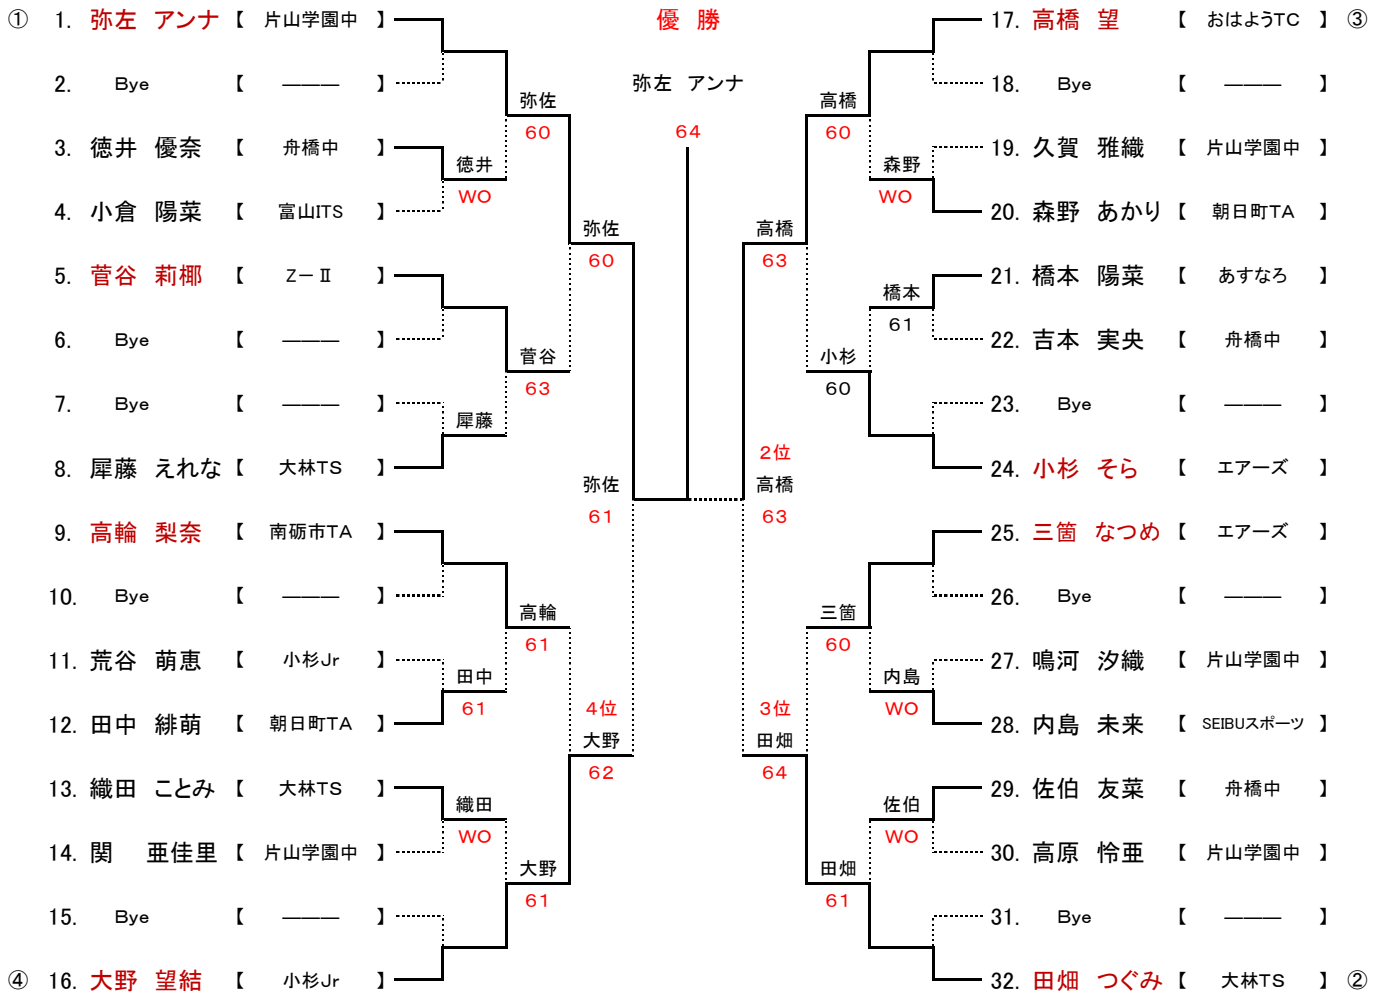 ① 1. 弥左 アンナ 【 片山学園中 】
2. Bye 【 ――― 】
3. 徳井 優奈 【 舟橋中 】
4. 小倉 陽菜 【 富山ITS 】
5. 菅谷 莉椰 【 Z－Ⅱ 】
6. Bye 【 ――― 】
7. Bye 【 ――― 】
8. 犀藤 えれな 【 大林TS 】
9. 高輪 梨奈 【 南砺市TA 】
10. Bye 【 ――― 】
11. 荒谷 萌恵 【 小杉Jr 】
12. 田中 緋萌 【 朝日町TA 】
13. 織田 ことみ 【 大林TS 】
14. 関 亜佳里 【 片山学園中 】
15. Bye 【 ――― 】
④ 16. 大野 望結 【 小杉Jr 】
徳井
WO
犀藤
田中
61
織田
WO
弥佐
60
菅谷
63
高輪
61
大野
61
弥佐
60
4位
大野
62
弥佐
61
優 勝
弥左 アンナ
64
2位
高橋
63
高橋
63
3位
田畑
64
高橋
60
小杉
60
三箇
60
田畑
61
森野
WO
橋本
61
内島
WO
佐伯
WO
17. 高橋 望 【 おはようTC 】 ③
18. Bye 【 ――― 】
19. 久賀 雅織 【 片山学園中 】
20. 森野 あかり 【 朝日町TA 】
21. 橋本 陽菜 【 あすなろ 】
22. 吉本 実央 【 舟橋中 】
23. Bye 【 ――― 】
24. 小杉 そら 【 エアーズ 】
25. 三箇 なつめ 【 エアーズ 】
26. Bye 【 ――― 】
27. 鳴河 汐織 【 片山学園中 】
28. 内島 未来 【 SEIBUスポーツ 】
29. 佐伯 友菜 【 舟橋中 】
30. 高原 怜亜 【 片山学園中 】
31. Bye 【 ――― 】
32. 田畑 つぐみ 【 大林TS 】 ②